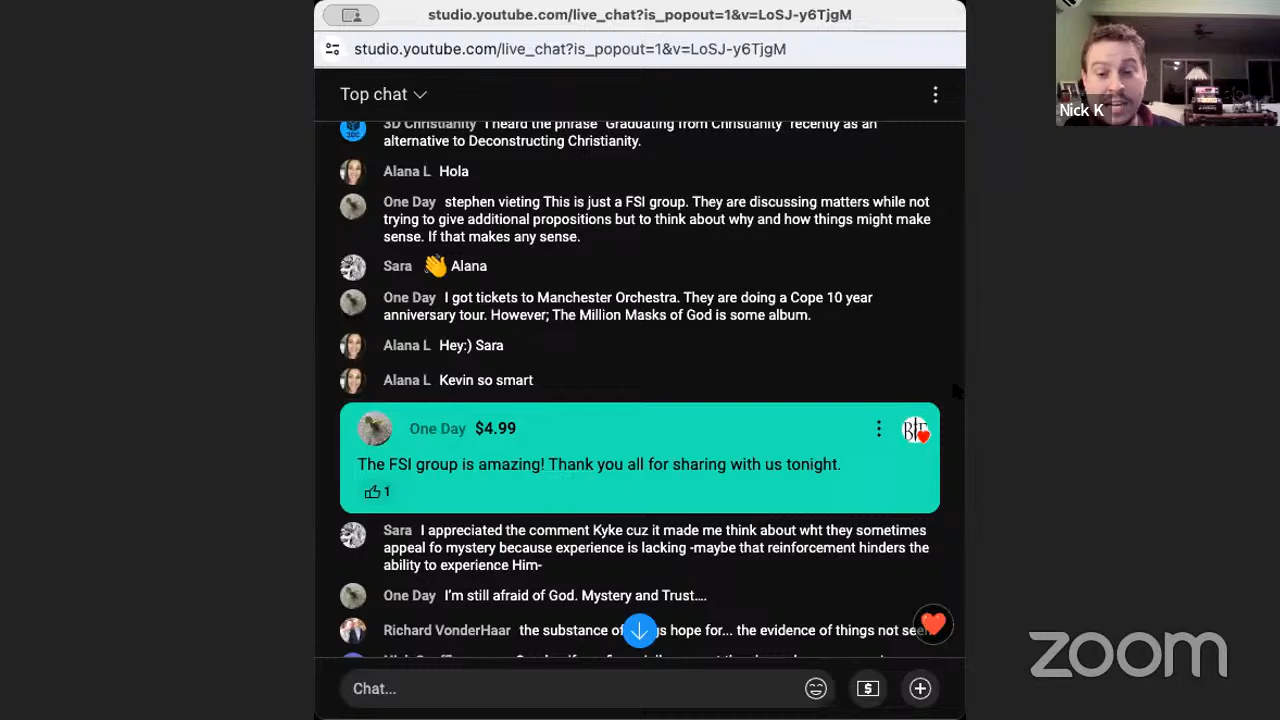 studio.youtube.com/live_chat?is_popout=1&v=LoSJ-y6TjgM
studio.youtube.com/live_chat?is_popout=1&v=LoSJ-y6TjgM
Nick K
Top chat
3D Christianity I heard the phrase "Graduating from Christianity" recently as an
alternative to Deconstructing Christianity.
Alana L Hola
One Day stephen vieting This is just a FSI group. They are discussing matters while not
trying to give additional propositions but to think about why and how things might make
sense. If that makes any sense.
Sara 👋 Alana
One Day I got tickets to Manchester Orchestra. They are doing a Cope 10 year
anniversary tour. However; The Million Masks of God is some album.
Alana L Hey:) Sara
Alana L Kevin so smart
One Day $4.99
The FSI group is amazing! Thank you all for sharing with us tonight.
1
Sara I appreciated the comment Kyke cuz it made me think about wht they sometimes
appeal fo mystery because experience is lacking -maybe that reinforcement hinders the
ability to experience Him-
One Day I'm still afraid of God. Mystery and Trust....
Richard VonderHaar the substance of hope for... the evidence of things not
Chat...
zoom